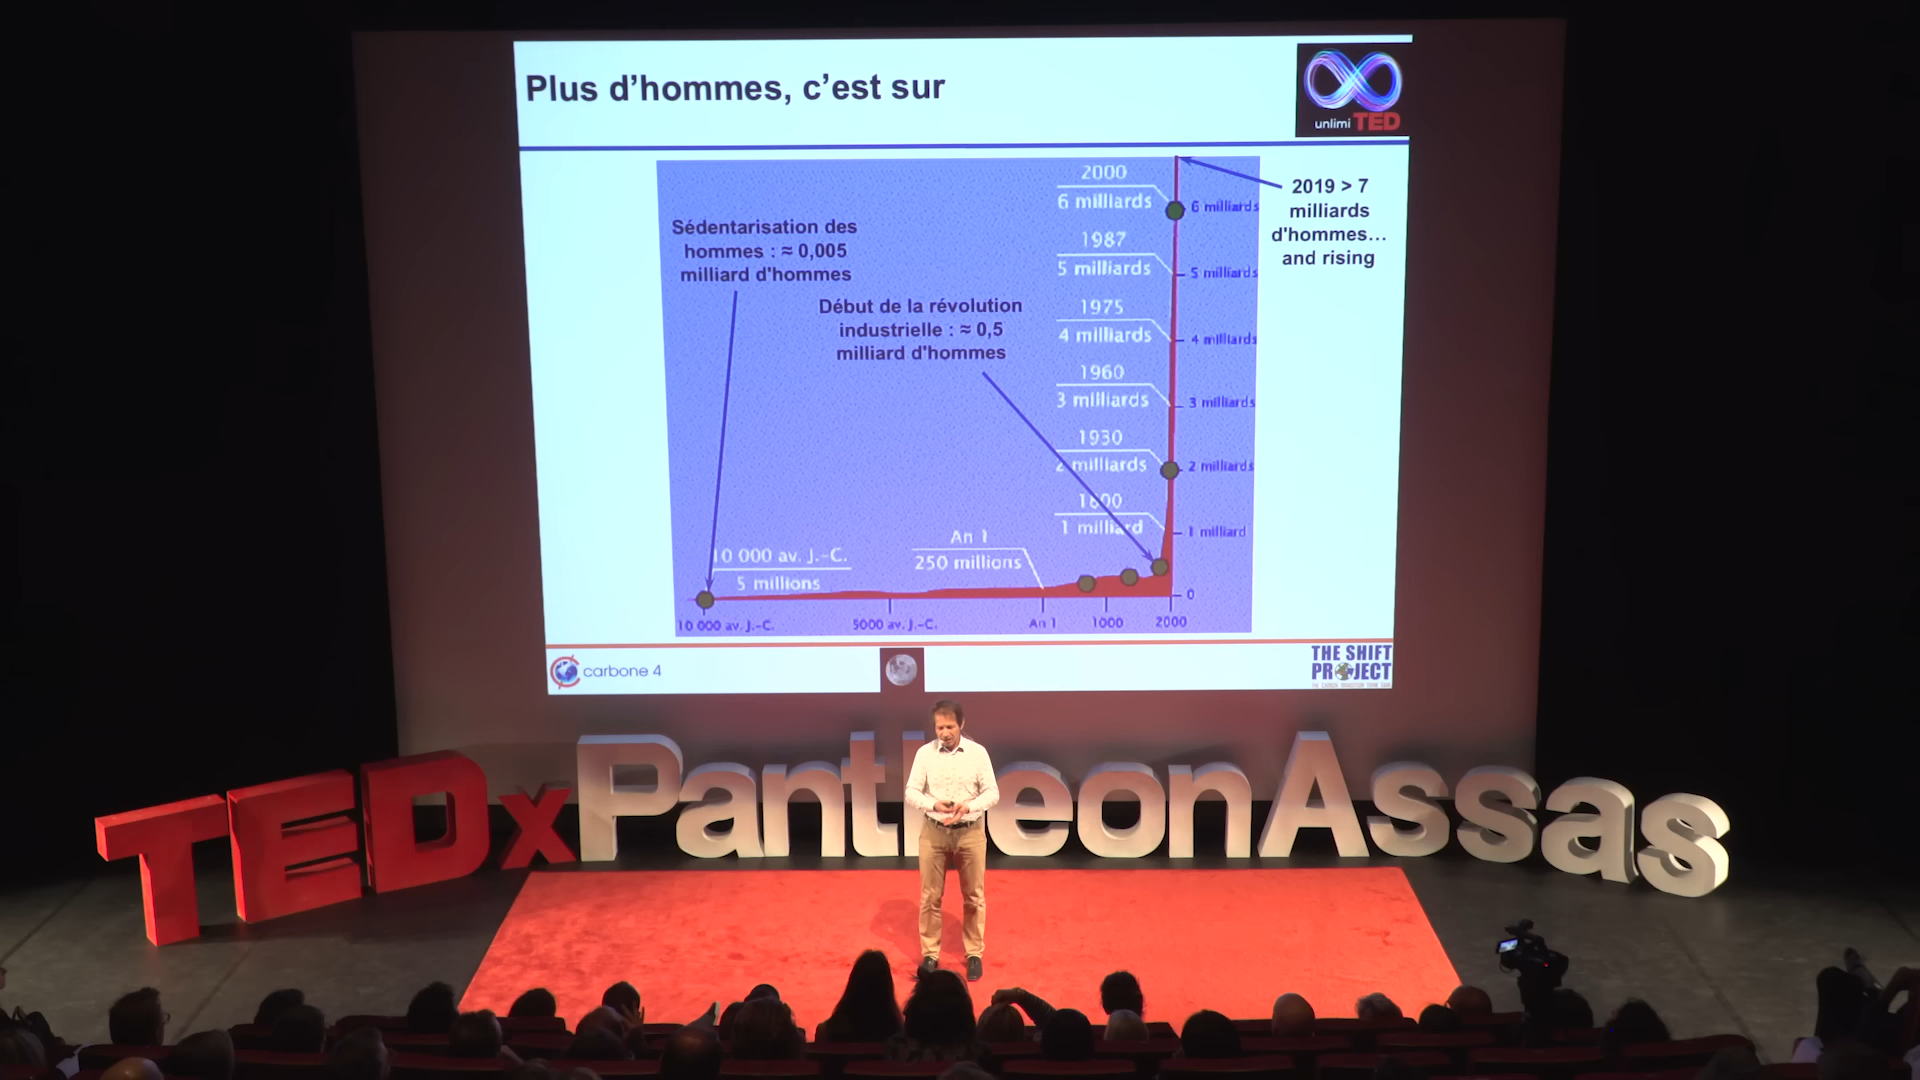 Plus d’hommes, c’est sur
unlimiTED
2000
6 milliards
6 milliards
2019 > 7
milliards
d'hommes…
and rising
Sédentarisation des
hommes : ≈ 0,005
milliard d'hommes
1987
5 milliards
5 milliards
Début de la révolution
industrielle : ≈ 0,5
milliard d'hommes
1975
4 milliards
4 milliards
1960
3 milliards
3 milliards
1930
2 milliards
2 milliards
1800
1 milliard
1 milliard
10 000 av. J.-C.
5 millions
An 1
250 millions
0
10 000 av. J.-C.
5000 av. J.-C.
An 1
1000
2000
carbone 4
THE SHIFT
PROJECT
TEDxPantheonAssas